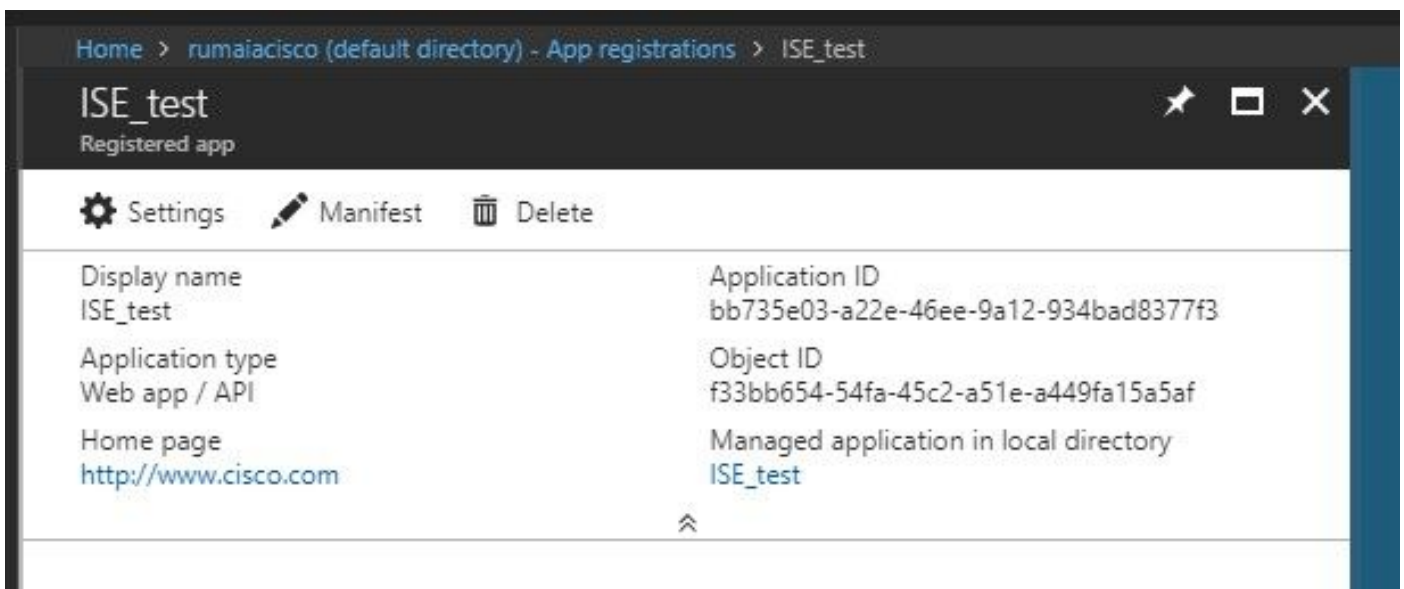 Home > rumaiacisco (default directory) - App registrations > ISE_test
ISE_test
Registered app
Settings Manifest Delete
Display name
ISE_test
Application ID
bb735e03-a22e-46ee-9a12-934bad8377f3
Application type
Web app / API
Object ID
f33bb654-54fa-45c2-a51e-a449fa15a5af
Home page
http://www.cisco.com
Managed application in local directory
ISE_test